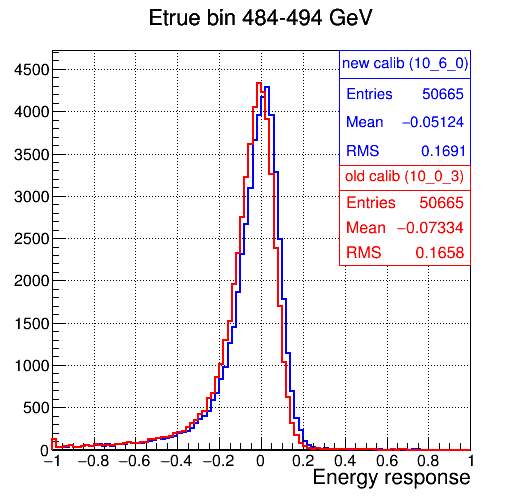 Etrue bin 484-494 GeV
new calib (10_6_0)
Entries 50665
Mean −0.05124
RMS 0.1691
old calib (10_0_3)
Entries 50665
Mean −0.07334
RMS 0.1658
4500
4000
3500
3000
2500
2000
1500
1000
500
0
−1 −0.8 −0.6 −0.4 −0.2 0 0.2 0.4 0.6 0.8 1
Energy response